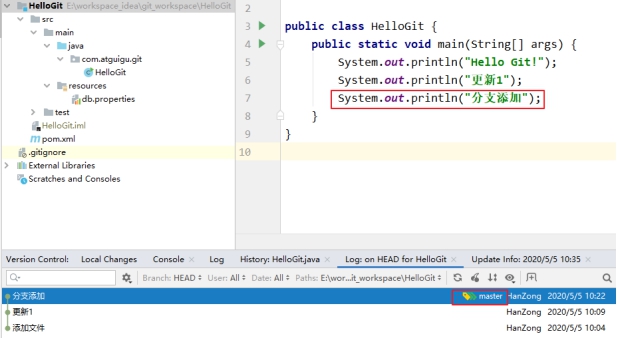 HelloGit E:\workspace_idea\git_workspace\HelloGit
src
main
java
com.atguigu.git
HelloGit
resources
db.properties
test
HelloGit.iml
pom.xml
.gitignore
External Libraries
Scratches and Consoles
2
3 public class HelloGit {
4 public static void main(String[] args) {
5 System.out.println("Hello Git!");
6 System.out.println("更新1");
7 System.out.println("分支添加");
8 }
9 }
10
Version Control: Local Changes Console × Log History: HelloGit.java × Log: on HEAD for HelloGit × Update Info: 2020/5/5 10:35 ×
Branch: HEAD User: All Date: All Paths: E:\wor...it_workspace\HelloGit
分支添加 master HanZong 2020/5/5 10:22
更新1 HanZong 2020/5/5 10:09
添加文件 HanZong 2020/5/5 10:04